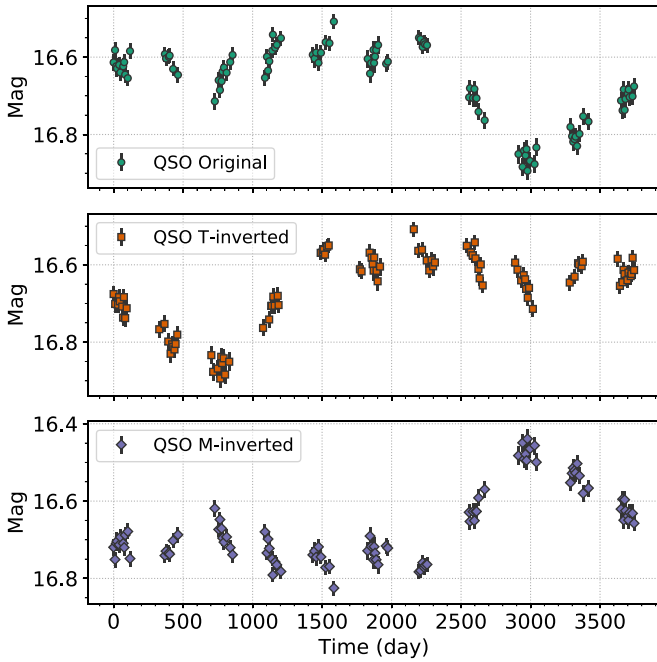 Mag
16.6
16.8
QSO Original
Mag
16.6
16.8
QSO T-inverted
Mag
16.4
16.6
16.8
QSO M-inverted
0 500 1000 1500 2000 2500 3000 3500
Time (day)